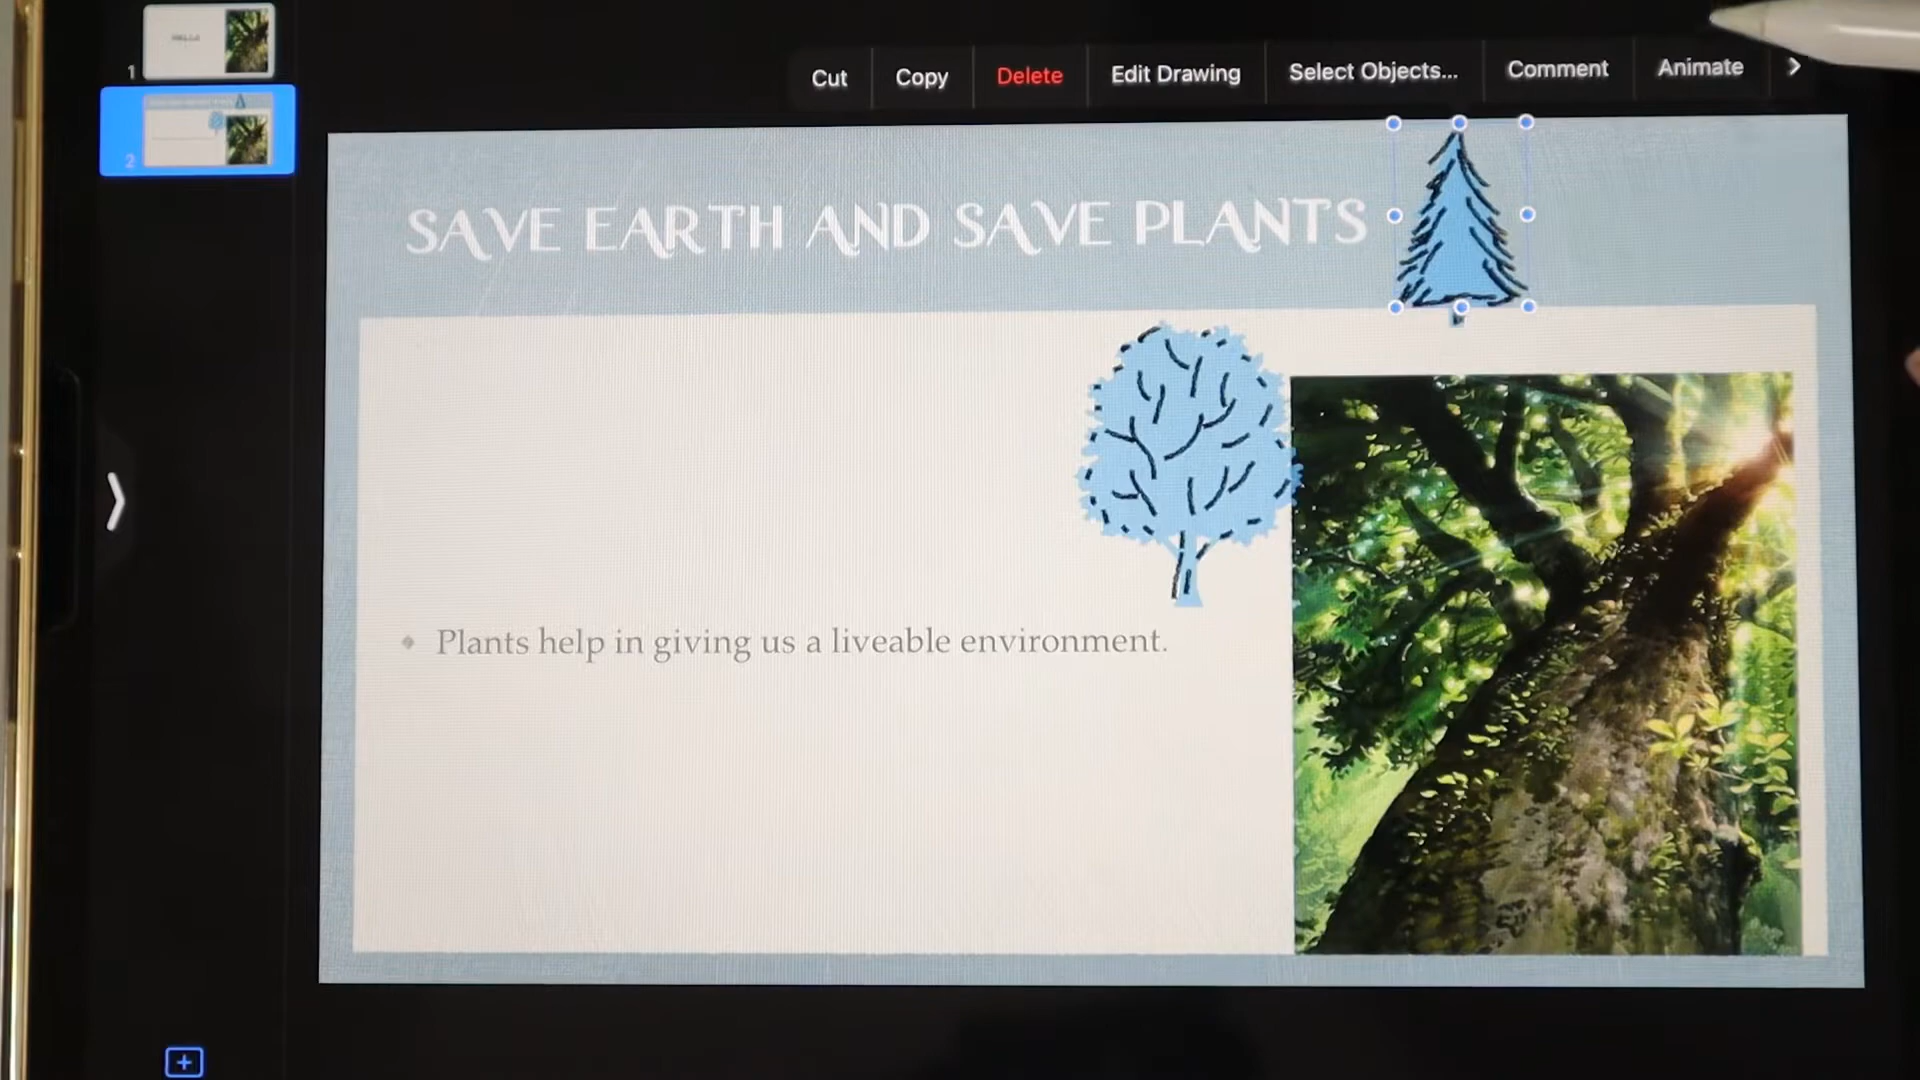 HELLO
1
2
Cut Copy Delete Edit Drawing Select Objects... Comment Animate
SAVE EARTH AND SAVE PLANTS
Plants help in giving us a liveable environment.